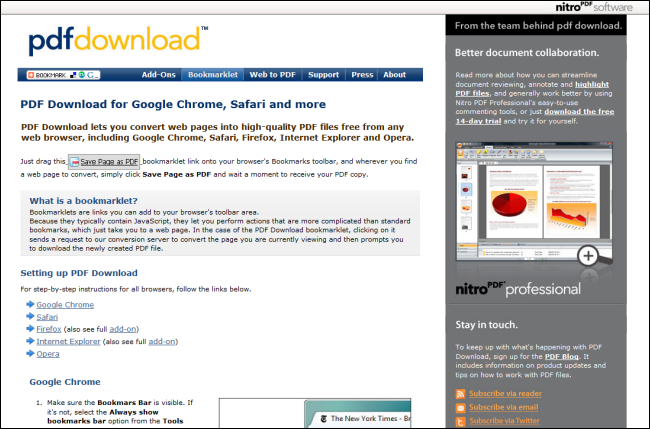 nitroPDF software
pdfdownload™
From the team behind pdf download.
BOOKMARK
Add-Ons Bookmarklet Web to PDF Support Press About
Better document collaboration.
PDF Download for Google Chrome, Safari and more
PDF Download lets you convert web pages into high-quality PDF files free from any
web browser, including Google Chrome, Safari, Firefox, Internet Explorer and Opera.
Just drag this Save Page as PDF bookmarklet link onto your browser's Bookmarks toolbar, and wherever you find
a web page to convert, simply click Save Page as PDF and wait a moment to receive your PDF copy.
What is a bookmarklet?
Bookmarklets are links you can add to your browser's toolbar area.
Because they typically contain JavaScript, they let you perform actions that are more complicated than standard
bookmarks, which just take you to a web page. In the case of the PDF Download bookmarklet, clicking on it
sends a request to our conversion server to convert the page you are currently viewing and then prompts you
to download the newly created PDF file.
Setting up PDF Download
For step-by-step instructions for all browsers, follow the links below.
Google Chrome
Safari
Firefox (also see full add-on)
Internet Explorer (also see full add-on)
Opera
Google Chrome
1. Make sure the Bookmars Bar is visible. If
it's not, select the Always show
bookmarks bar option from the Tools
The New York Times - Br
Read more about how you can streamline
document reviewing, annotate and highlight
PDF files, and generally work better by using
Nitro PDF Professional's easy-to-use
commenting tools, or just download the free
14-day trial and try it for yourself.
nitroPDF professional
Stay in touch.
To keep up with what's happening with PDF
Download, sign up for the PDF Blog. It
includes information on product updates and
tips on how to work with PDF files.
Subscribe via reader
Subscribe via email
Subscribe via Twitter